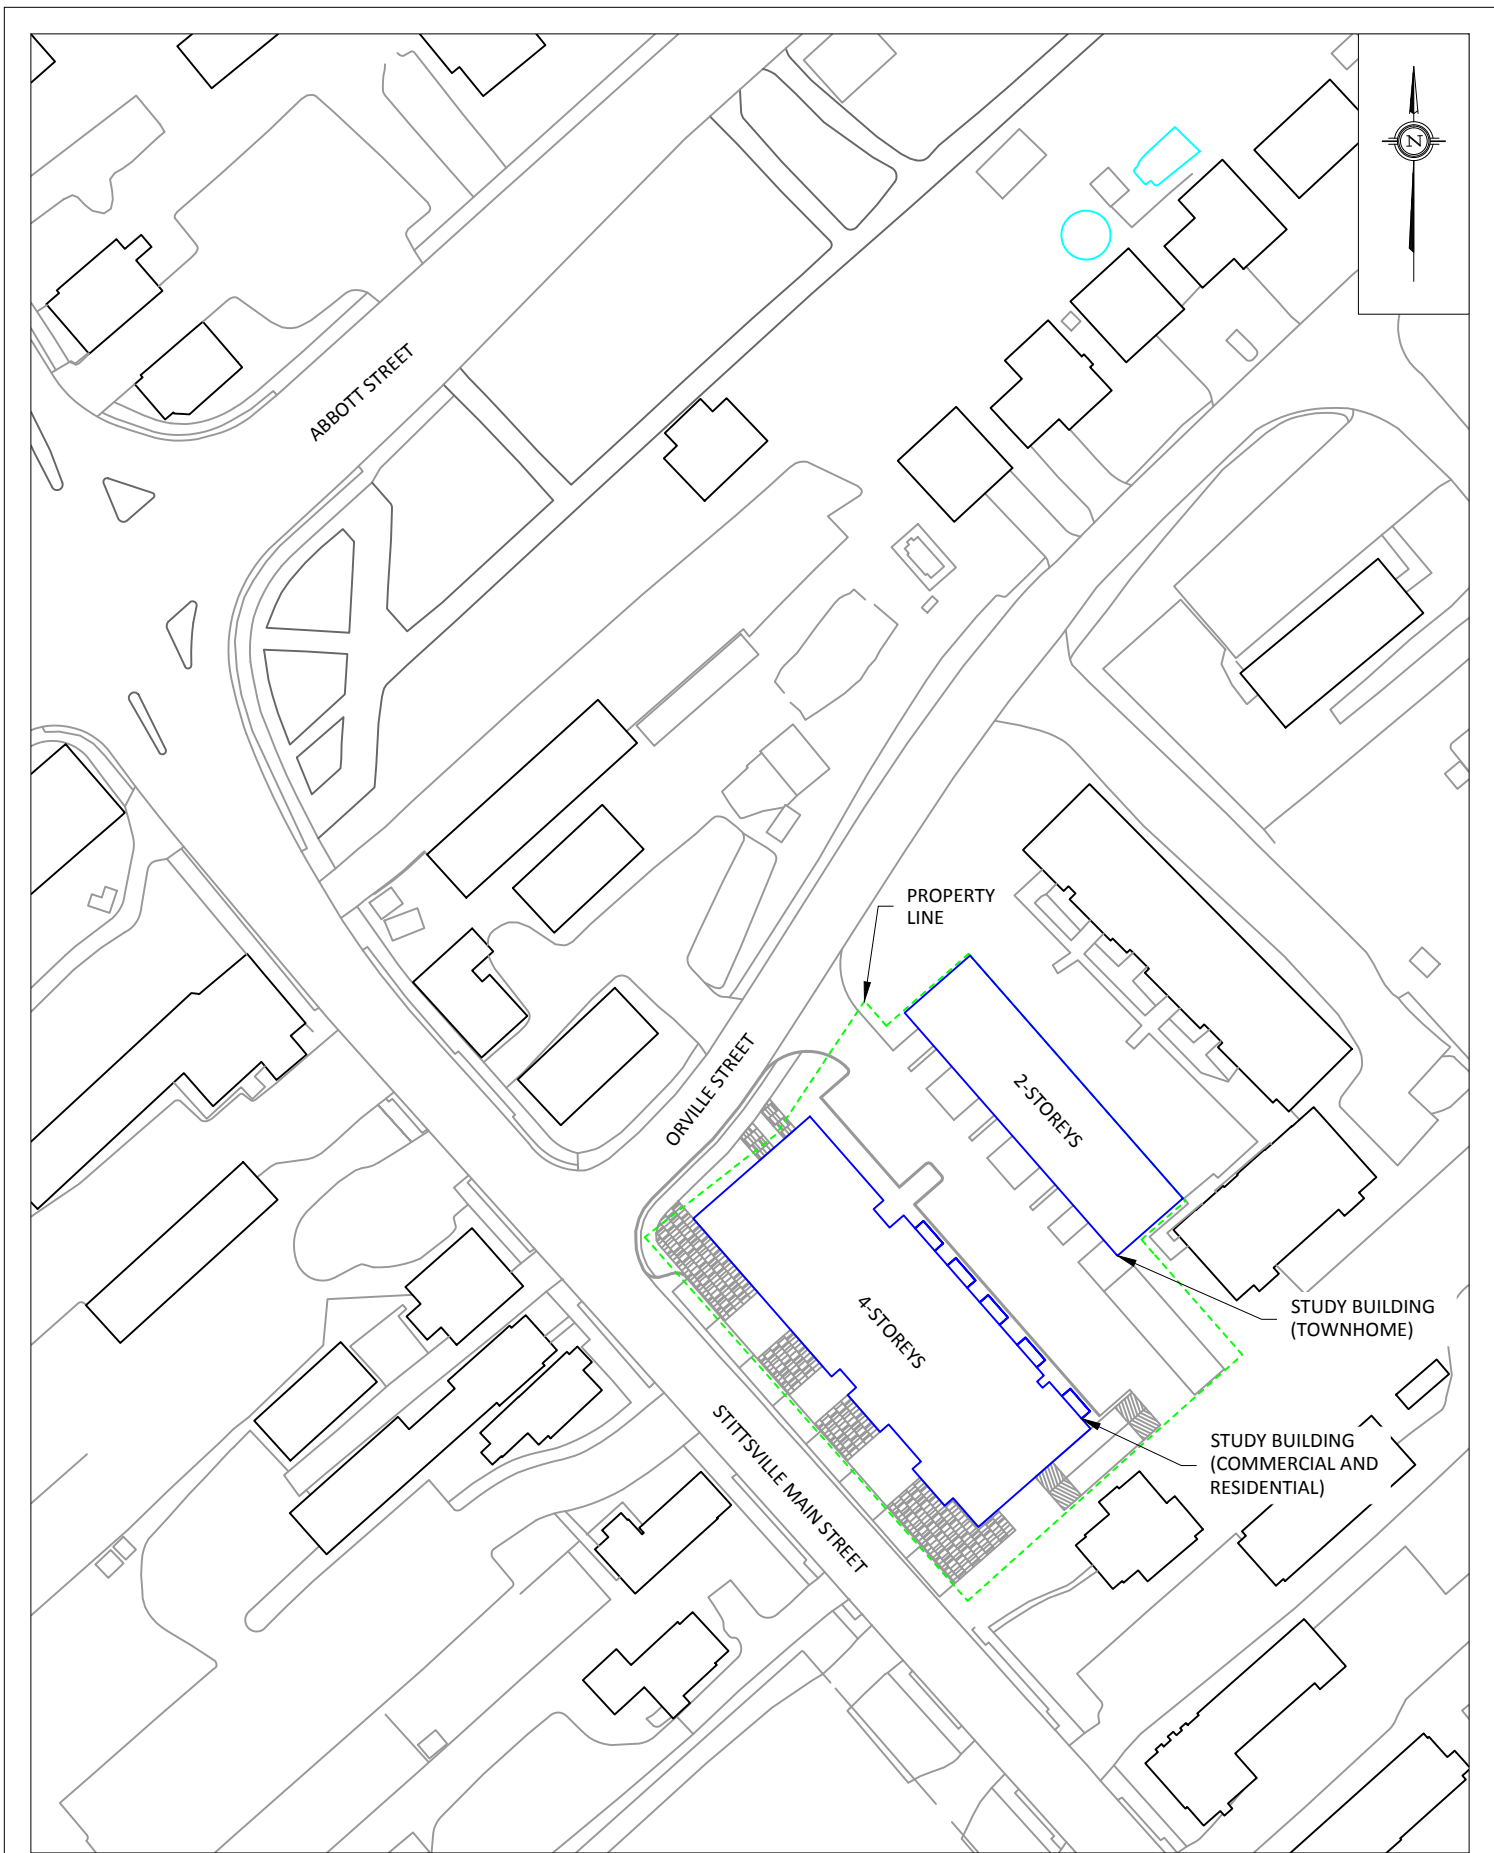 N
ABBOTT STREET
PROPERTY
LINE
ORVILLE STREET
2-STOREYS
4-STOREYS
STUDY BUILDING
(TOWNHOME)
STITTSVILLE MAIN STREET
STUDY BUILDING
(COMMERCIAL AND
RESIDENTIAL)